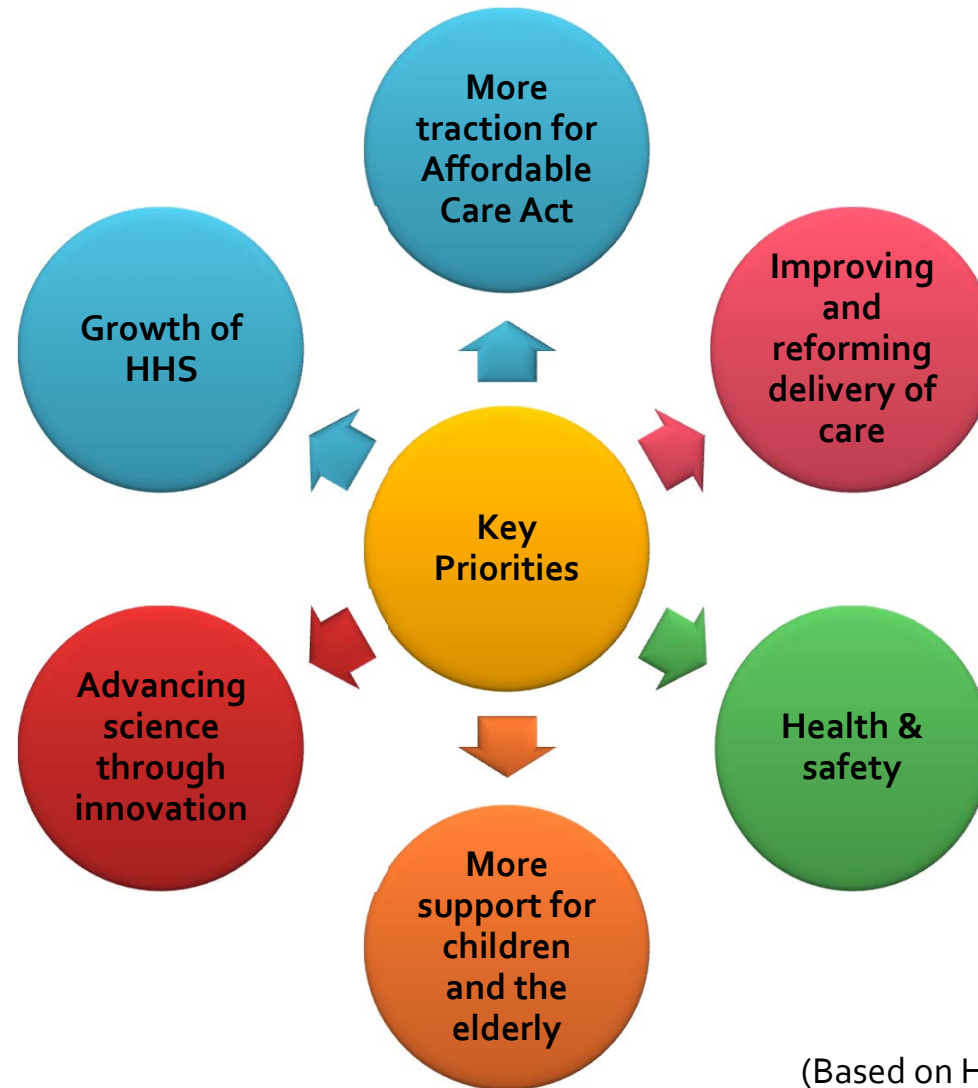 More
traction for
Affordable
Care Act
Improving
and
reforming
delivery of
care
Health &
safety
More
support for
children
and the
elderly
Advancing
science
through
innovation
Growth of
HHS
Key
Priorities
(Based on H